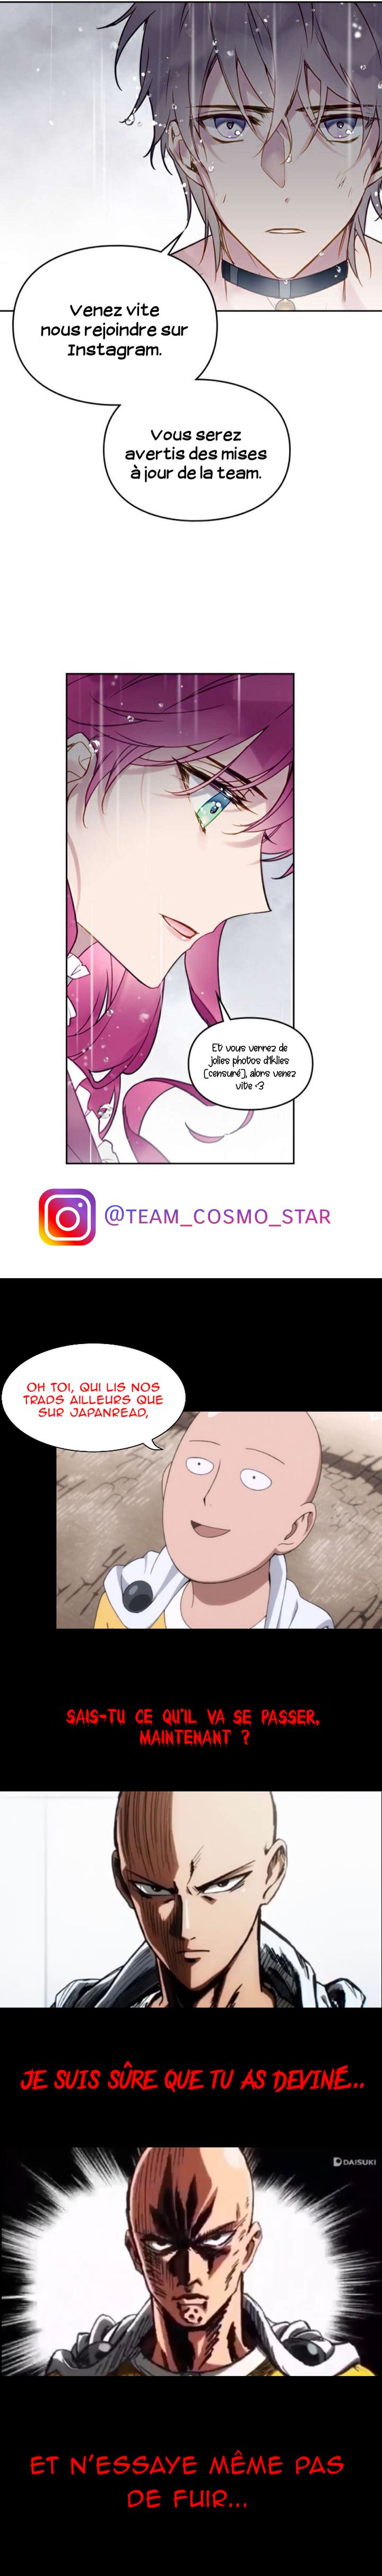 Venez vite
nous rejoindre sur
Instagram.
Vous serez
avertis des mises
à jour de la team.
Et vous verrez de
jolies photos d'Iklies
[censuré], alors venez
vite <3
@TEAM_COSMO_STAR
OH TOI, QUI LIS NOS
TRADS AILLEURS QUE
SUR JAPANREAD,
SAIS-TU CE QU'IL VA SE PASSER,
MAINTENANT ?
JE SUIS SÛRE QUE TU AS DEVINÉ...
DAISUKI
ET N'ESSAYE MÊME PAS
DE FUIR...